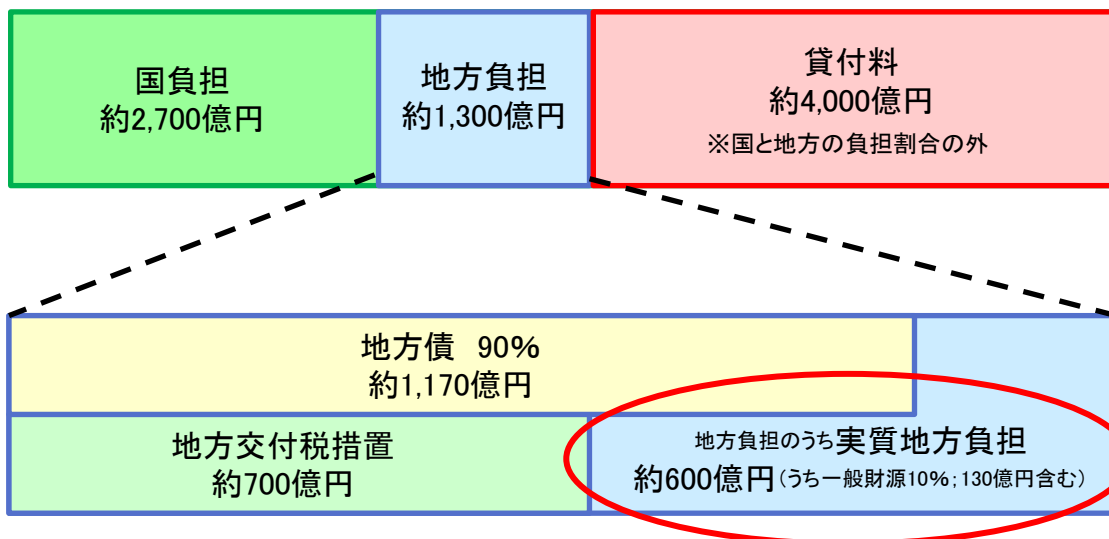 国負担
約2,700億円
地方負担
約1,300億円
貸付料
約4,000億円
※国と地方の負担割合の外
地方債　90%
約1,170億円
地方交付税措置
約700億円
地方負担のうち実質地方負担
約600億円(うち一般財源10%;130億円含む)